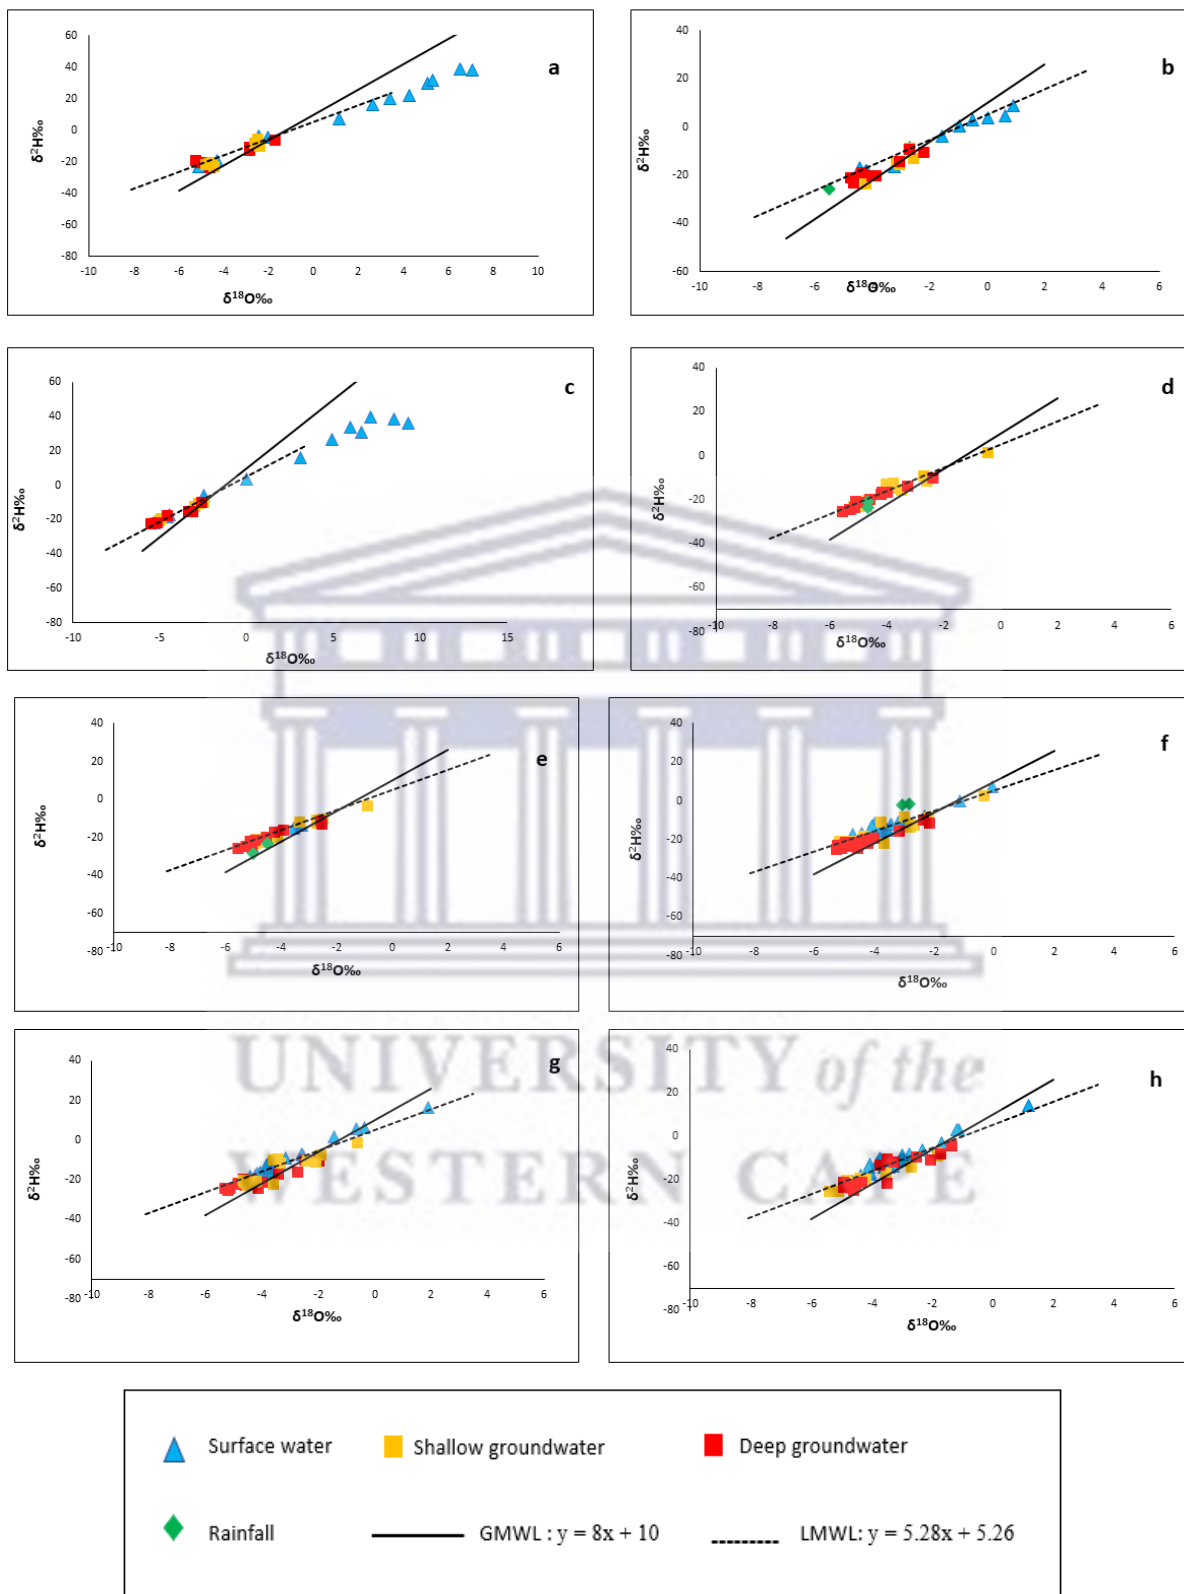 a
60
40
20
0
-20
-40
-60
-80
-10 -8 -6 -4 -2 0 2 4 6 8 10
δ²H‰
δ¹⁸O‰
b
40
20
0
-20
-40
-60
-10 -8 -6 -4 -2 0 2 4 6
δ²H‰
δ¹⁸O‰
c
60
40
20
0
-20
-40
-60
-80
-10 -5 0 5 10 15
δ²H‰
δ¹⁸O‰
d
40
20
0
-20
-40
-60
-80
-10 -8 -6 -4 -2 0 2 4 6
δ²H‰
δ¹⁸O‰
e
40
20
0
-20
-40
-60
-80
-10 -8 -6 -4 -2 0 2 4 6
δ²H‰
δ¹⁸O‰
f
40
20
0
-20
-40
-60
-80
-10 -8 -6 -4 -2 0 2 4 6
δ²H‰
δ¹⁸O‰
g
40
20
0
-20
-40
-60
-80
-10 -8 -6 -4 -2 0 2 4 6
δ²H‰
δ¹⁸O‰
h
40
20
0
-20
-40
-60
-80
-10 -8 -6 -4 -2 0 2 4 6
δ²H‰
δ¹⁸O‰
UNIVERSITY of the
WESTERN CAPE
Surface water Shallow groundwater Deep groundwater
Rainfall GMWL : y = 8x + 10 LMWL: y = 5.28x + 5.26